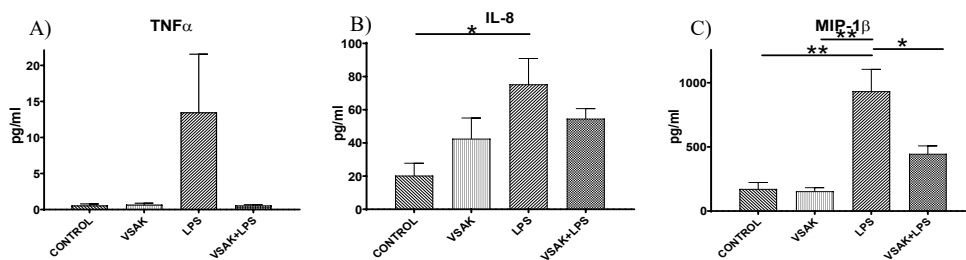 A)
TNFα
pg/ml
20
15
10
5
0
CONTROL
VSAK
LPS
VSAK+LPS
B)
IL-8
*
pg/ml
100
80
60
40
20
0
CONTROL
VSAK
LPS
VSAK+LPS
C)
MIP-1β
**
**
*
pg/ml
1000
500
0
CONTROL
VSAK
LPS
VSAK+LPS